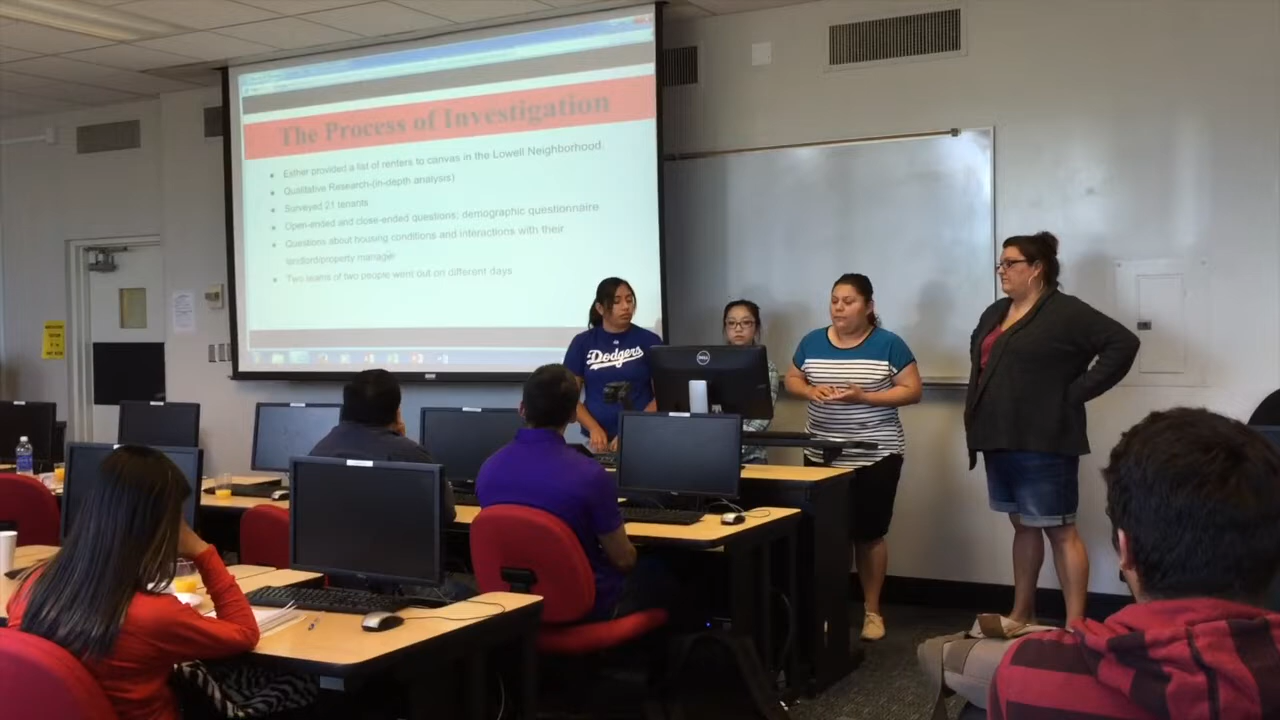 The Process of Investigation
● Esther provided a list of renters to canvas in the Lowell Neighborhood.
● Qualitative Research-(in-depth analysis)
● Surveyed 21 tenants
● Open-ended and close-ended questions; demographic questionnaire
● Questions about housing conditions and interactions with their
landlord/property manager
● Two teams of two people went out on different days
Dodgers
DELL